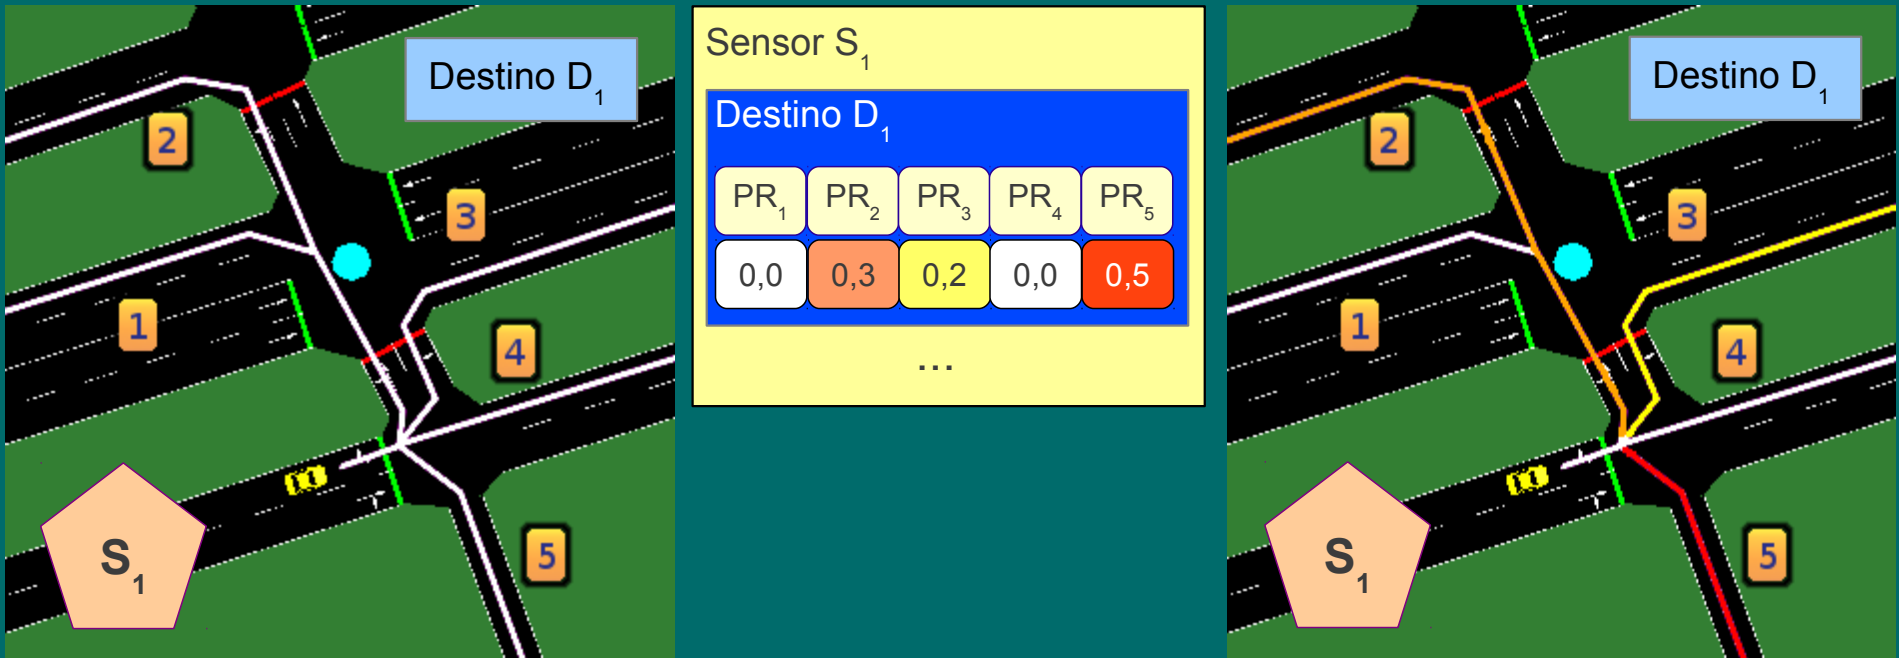 Destino D1
2
3
1
4
5
S1
Sensor S1
Destino D1
PR1 PR2 PR3 PR4 PR5
0,0 0,3 0,2 0,0 0,5
...
Destino D1
2
3
1
4
5
S1